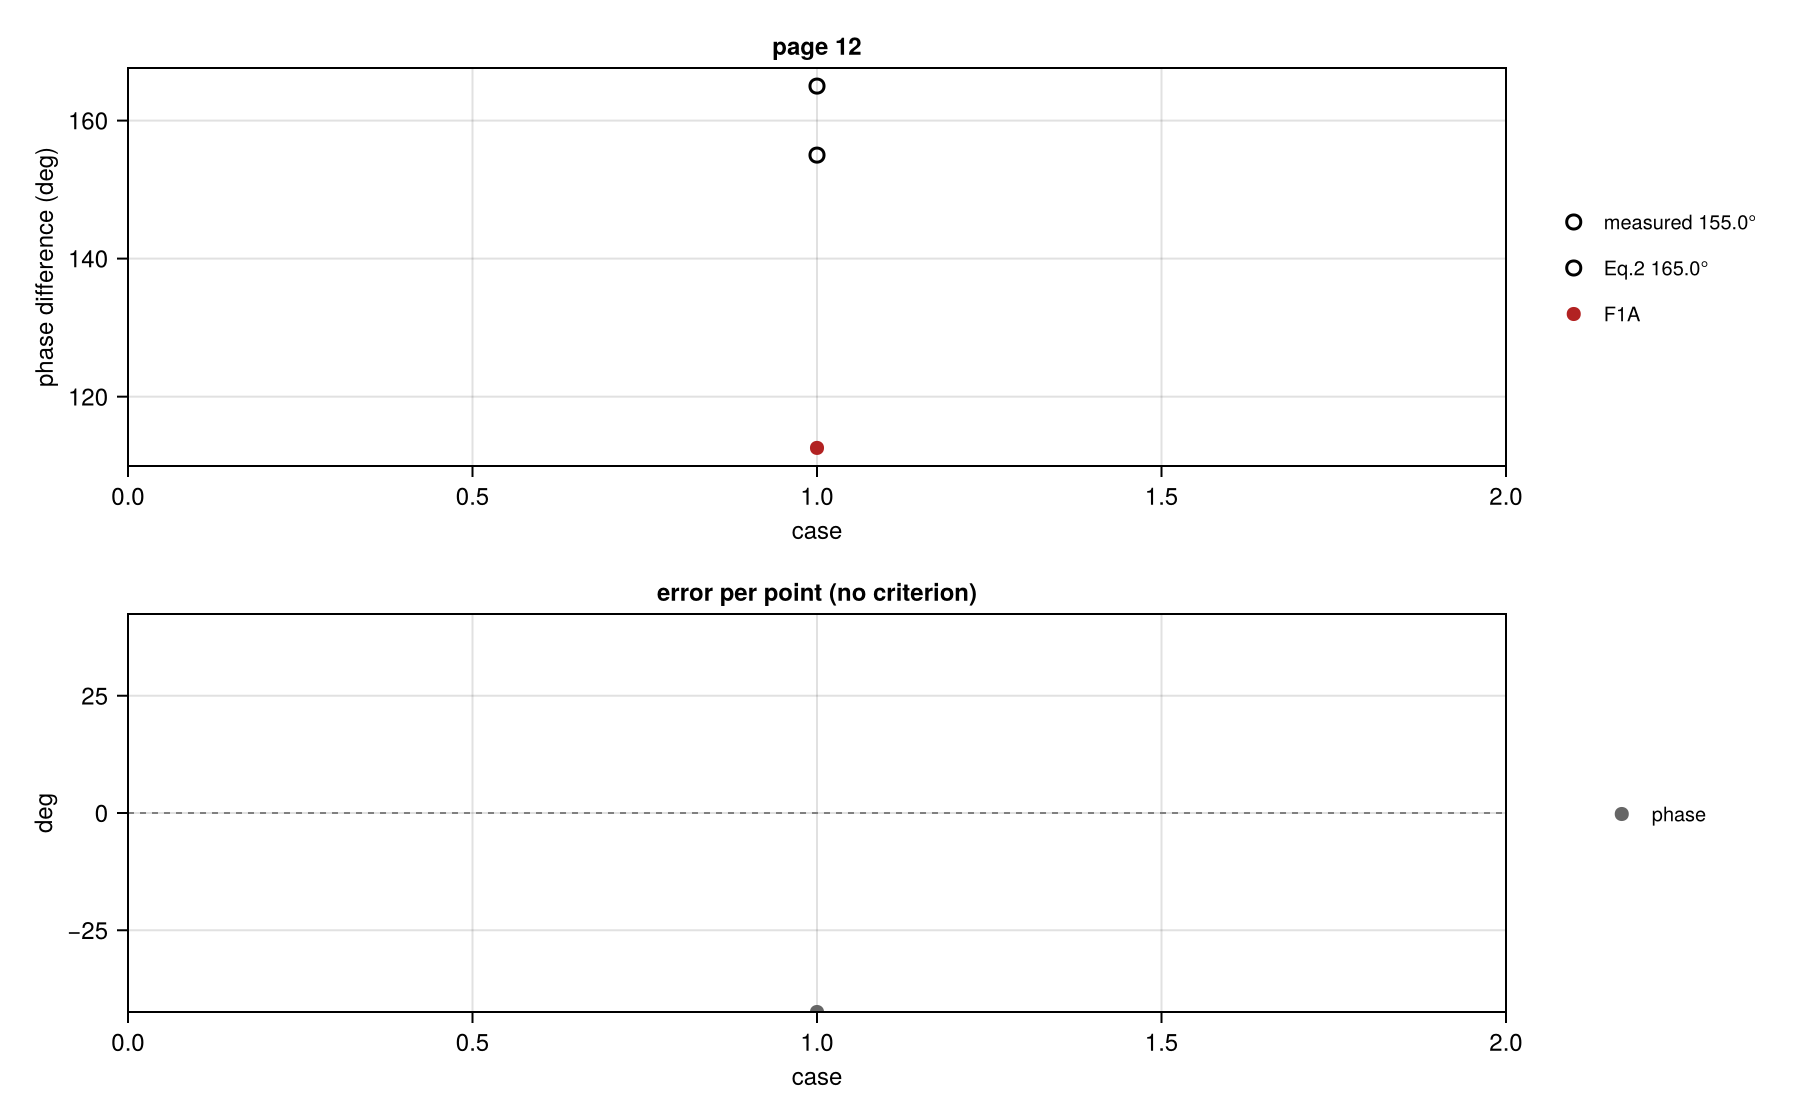 page 12
160
140
120
phase difference (deg)
0.0 0.5 1.0 1.5 2.0
case
measured 155.0°
Eq.2 165.0°
F1A
error per point (no criterion)
25
0
−25
deg
0.0 0.5 1.0 1.5 2.0
case
phase